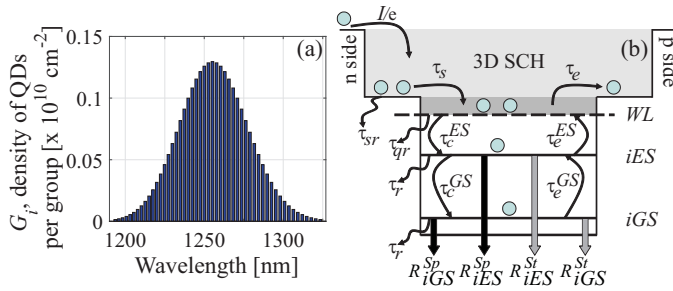 G_i, density of QDs
per group [x 10^10 cm^-2]
0.15
0.1
0.05
0
1200
1250
1300
Wavelength [nm]
(a)
I/e
(b)
n side
3D SCH
p side
τ_s
τ_e
WL
τ_sr
τ_qr
τ_c^ES
τ_e^ES
iES
τ_r
τ_c^GS
τ_e^GS
iGS
τ_r
R_iGS^Sp
R_iES^Sp
R_iES^St
R_iGS^St